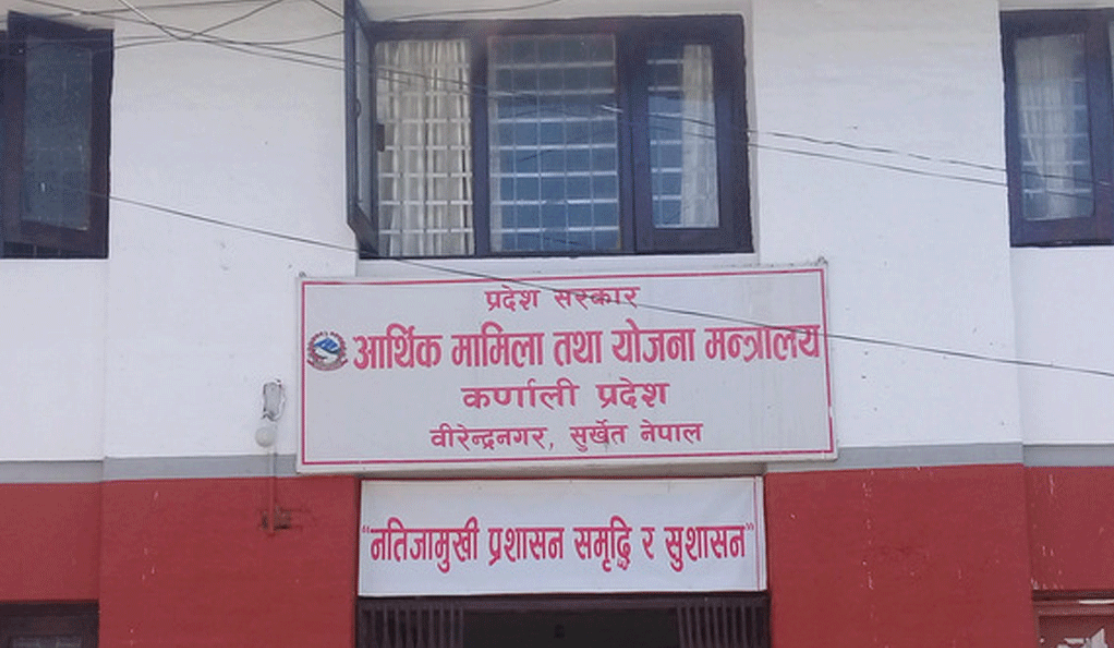 प्रदेश सरकार
आर्थिक मामिला तथा योजना मन्त्रालय
कर्णाली प्रदेश
वीरेन्द्रनगर, सुर्खेत नेपाल
"नतिजामुखी प्रशासन समृद्धि र सुशासन"